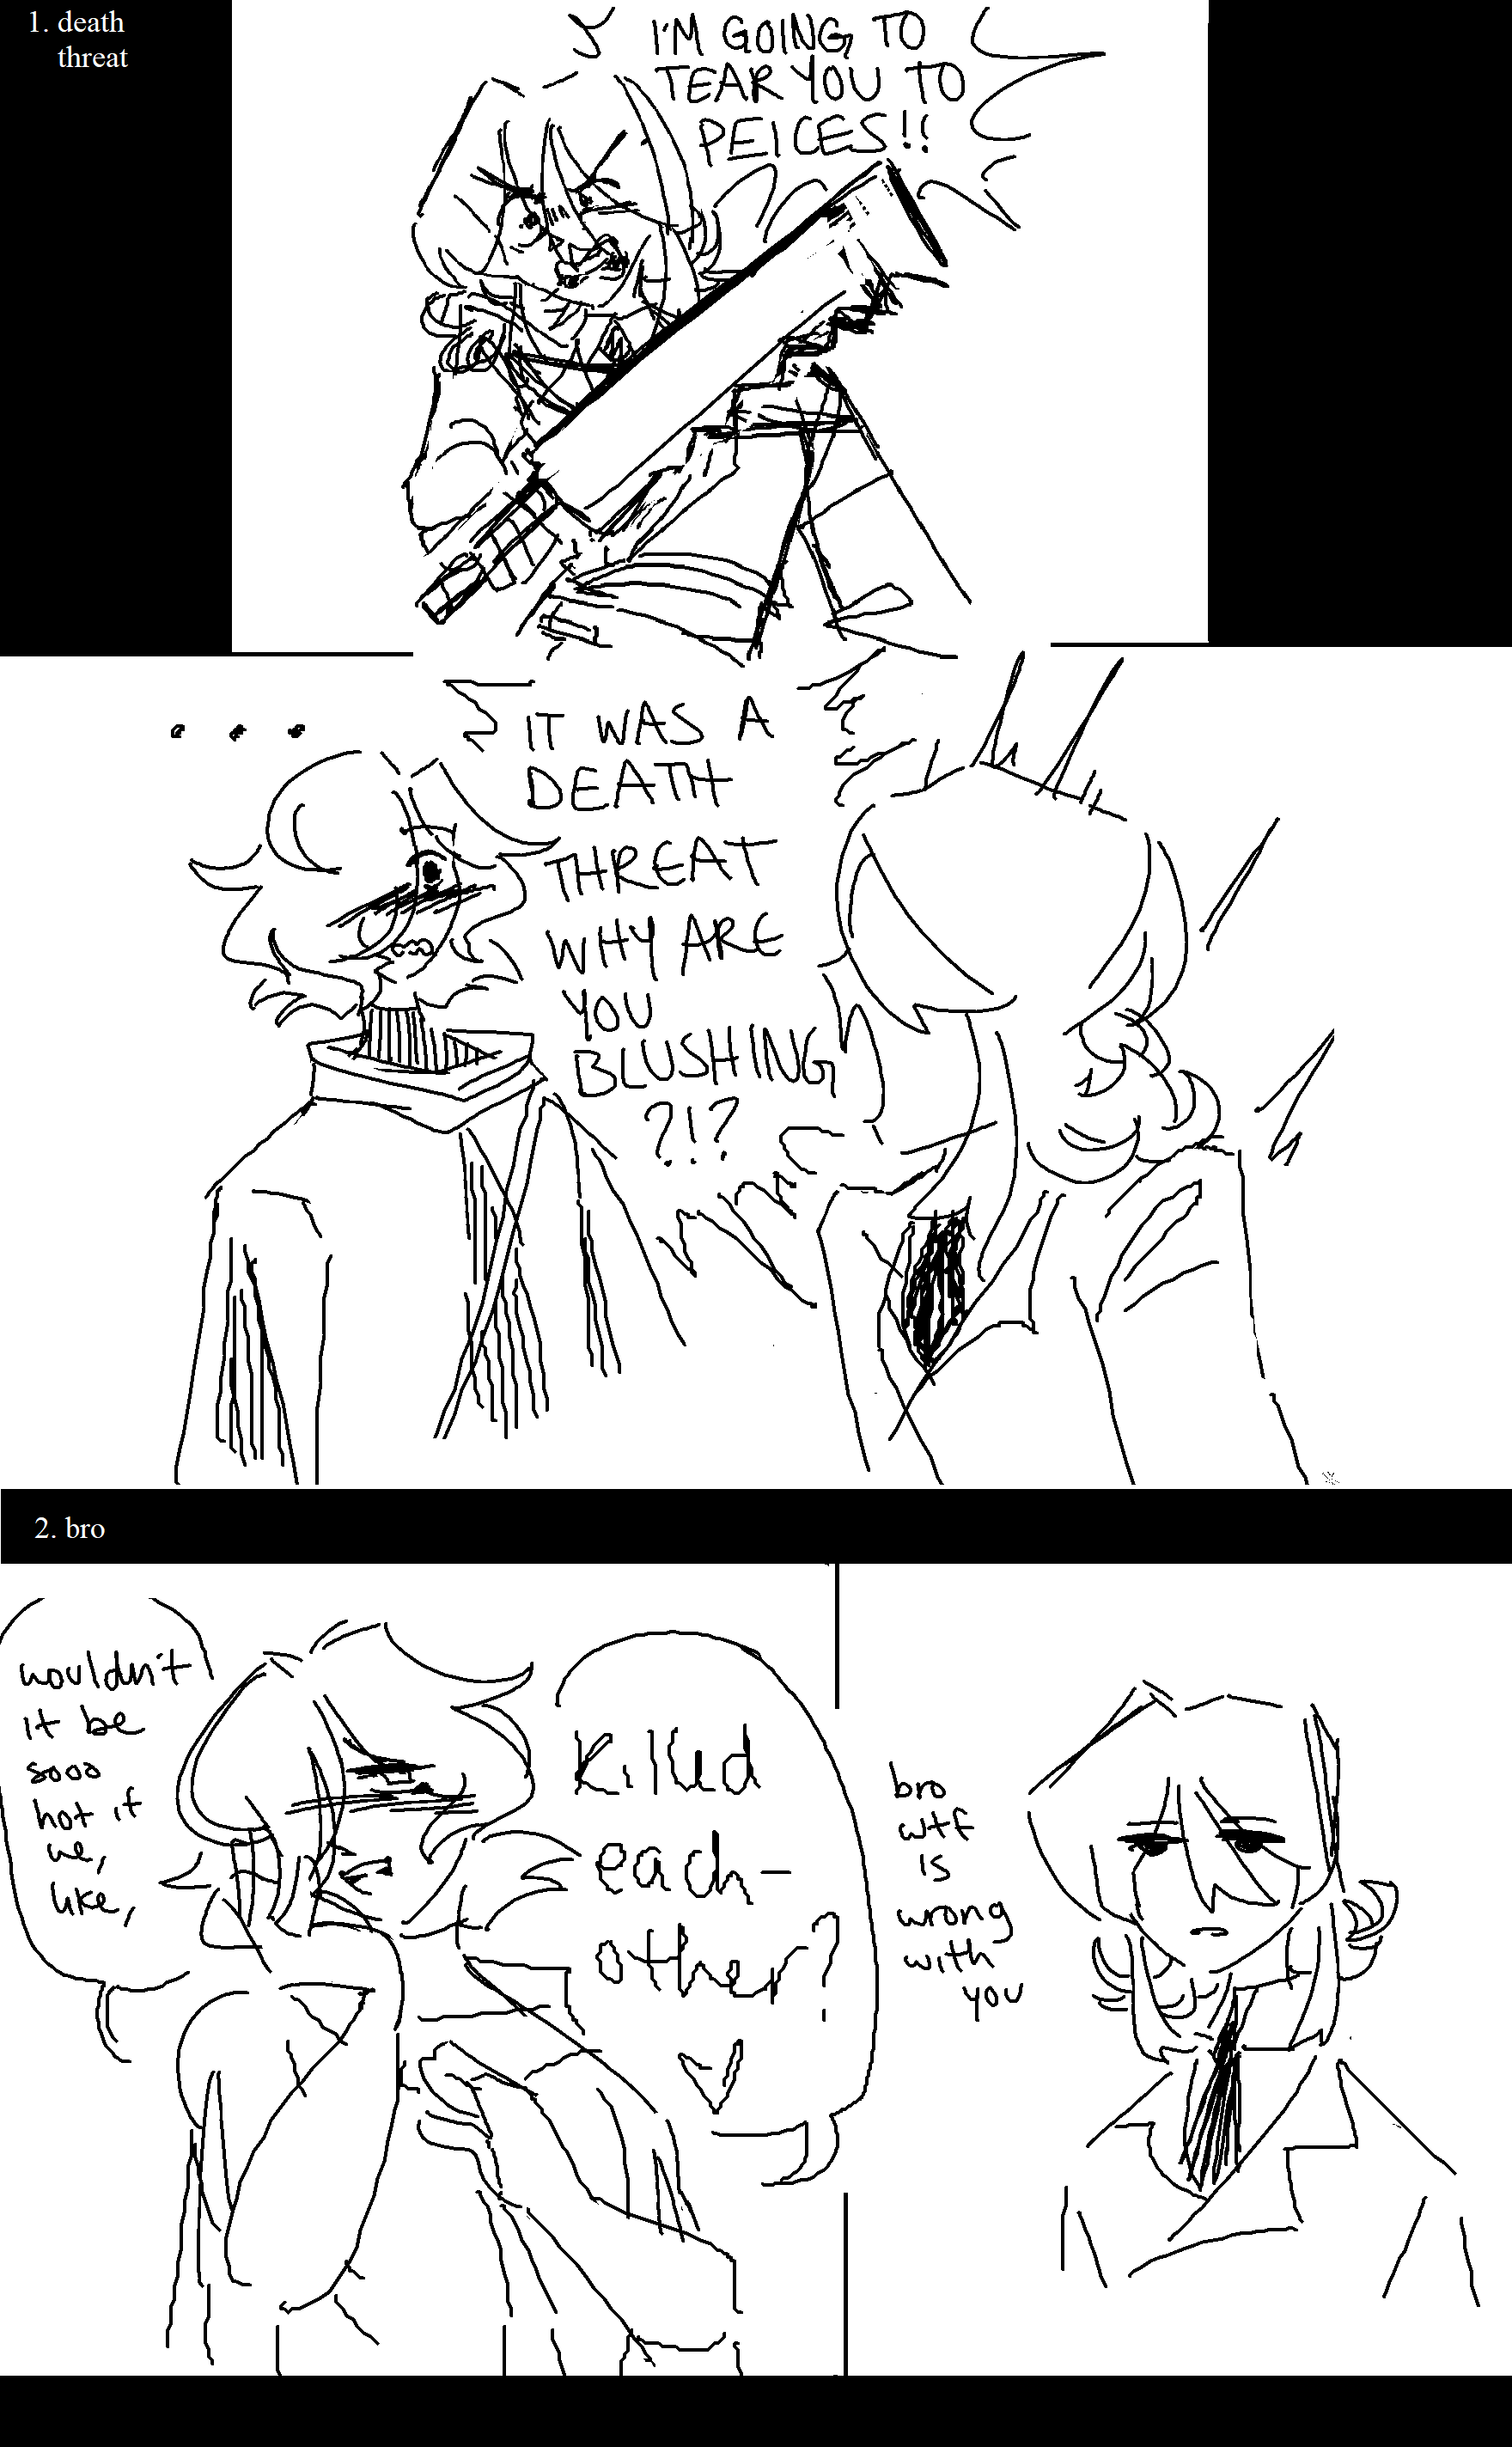 1. death
threat
I'M GOING TO
TEAR YOU TO
PEICES!!
...
IT WAS A
DEATH
THREAT
WHY ARE
YOU
BLUSHING
?!?
2. bro
wouldn't
it be
sooo
hot if
we,
like,
killed
each-
other?
bro
wtf
is
wrong
with
you